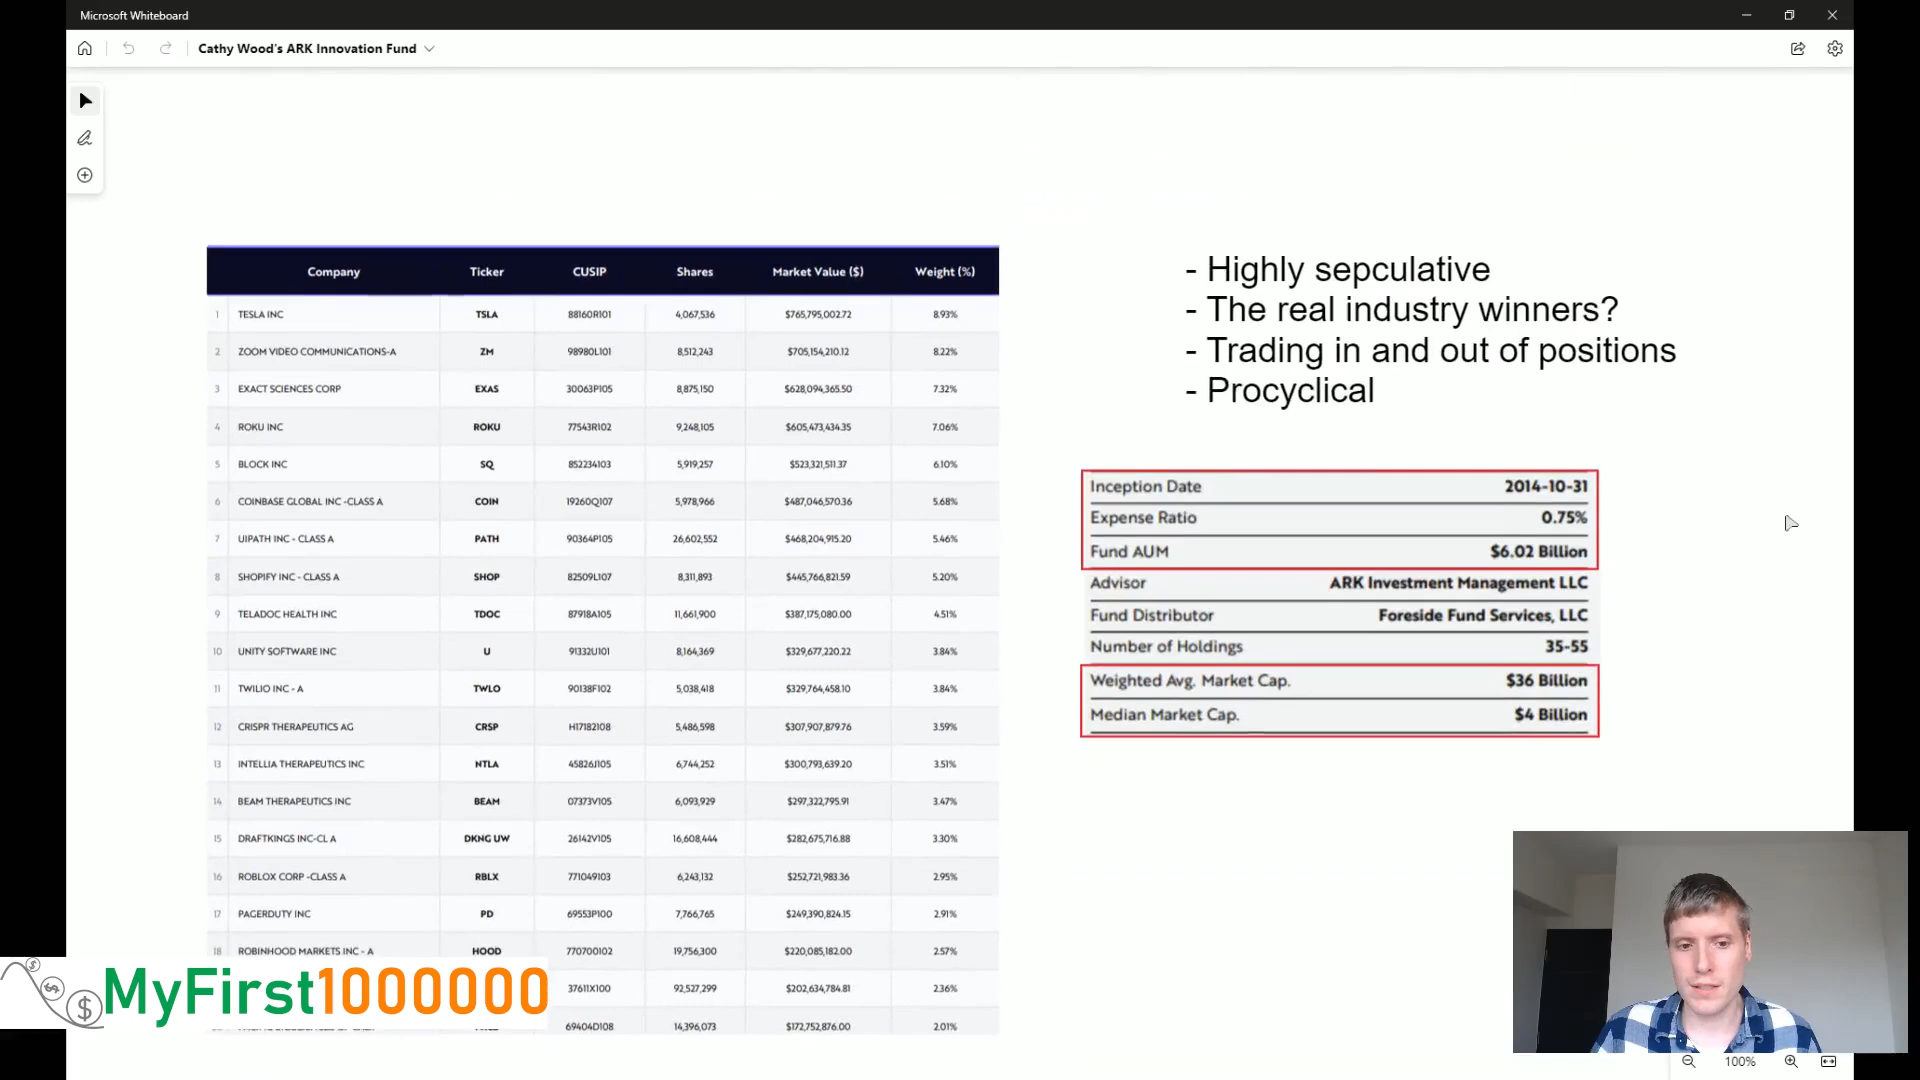 Microsoft Whiteboard
Cathy Wood's ARK Innovation Fund
Company Ticker CUSIP Shares Market Value ($) Weight (%)
1 TESLA INC TSLA 88160R101 4,067,536 $765,795,002.72 8.93%
2 ZOOM VIDEO COMMUNICATIONS-A ZM 98980L101 8,512,243 $705,154,210.12 8.22%
3 EXACT SCIENCES CORP EXAS 30063P105 8,875,150 $628,094,365.50 7.32%
4 ROKU INC ROKU 77543R102 9,248,105 $605,473,434.35 7.06%
5 BLOCK INC SQ 852234103 5,919,257 $523,321,511.37 6.10%
6 COINBASE GLOBAL INC -CLASS A COIN 19260Q107 5,978,966 $487,046,570.36 5.68%
7 UIPATH INC - CLASS A PATH 90364P105 26,602,552 $468,204,915.20 5.46%
8 SHOPIFY INC - CLASS A SHOP 82509L107 8,311,893 $445,766,821.59 5.20%
9 TELADOC HEALTH INC TDOC 87918A105 11,661,900 $387,175,080.00 4.51%
10 UNITY SOFTWARE INC U 91332U101 8,164,369 $329,677,220.22 3.84%
11 TWILIO INC - A TWLO 90138F102 5,038,418 $329,764,458.10 3.84%
12 CRISPR THERAPEUTICS AG CRSP H17182108 5,486,598 $307,907,879.76 3.59%
13 INTELLIA THERAPEUTICS INC NTLA 45826J105 6,744,252 $300,793,639.20 3.51%
14 BEAM THERAPEUTICS INC BEAM 07373V105 6,093,929 $297,322,795.91 3.47%
15 DRAFTKINGS INC-CL A DKNG UW 26142V105 16,608,444 $282,675,716.88 3.30%
16 ROBLOX CORP -CLASS A RBLX 771049103 6,243,132 $252,721,983.36 2.95%
17 PAGERDUTY INC PD 69553P100 7,766,765 $249,390,824.15 2.91%
18 ROBINHOOD MARKETS INC - A HOOD 770700102 19,756,300 $220,085,182.00 2.57%
37611X100 92,527,299 $202,634,784.81 2.36%
69404D108 14,396,073 $172,752,876.00 2.01%
- Highly sepculative
- The real industry winners?
- Trading in and out of positions
- Procyclical
Inception Date 2014-10-31
Expense Ratio 0.75%
Fund AUM $6.02 Billion
Advisor ARK Investment Management LLC
Fund Distributor Foreside Fund Services, LLC
Number of Holdings 35-55
Weighted Avg. Market Cap. $36 Billion
Median Market Cap. $4 Billion
MyFirst1000000
100%